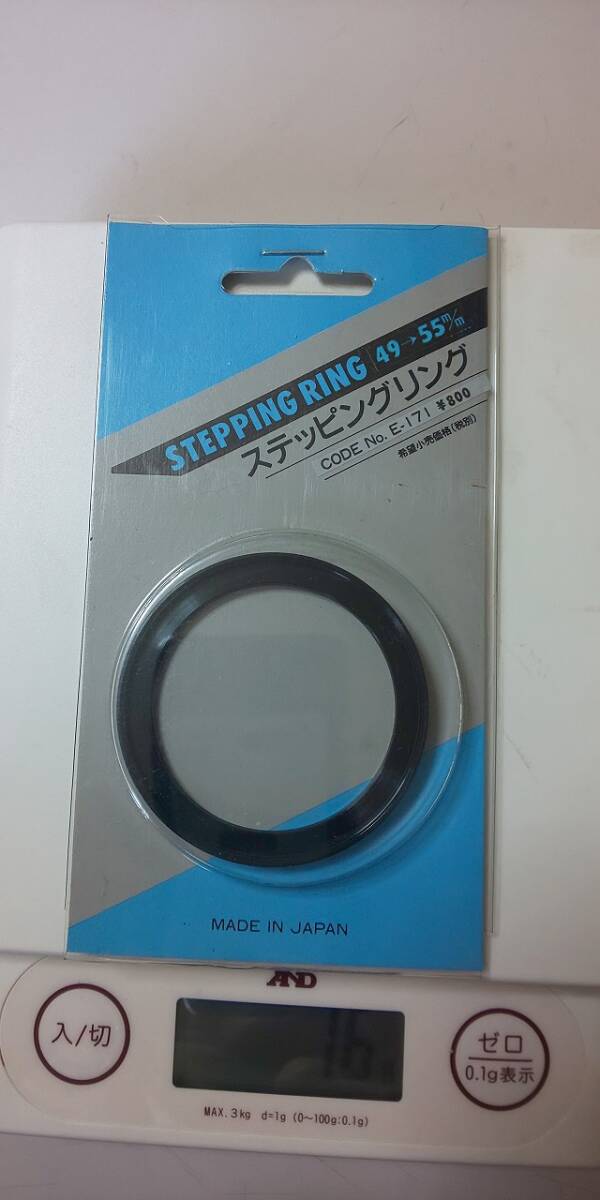 STEPPING RING 49→55m/m
ステッピングリング
CODE No. E-171 ¥800
希望小売価格(税別)
MADE IN JAPAN
AND
入/切
16
ゼロ
0.1g表示
MAX. 3kg d=1g (0〜100g:0.1g)